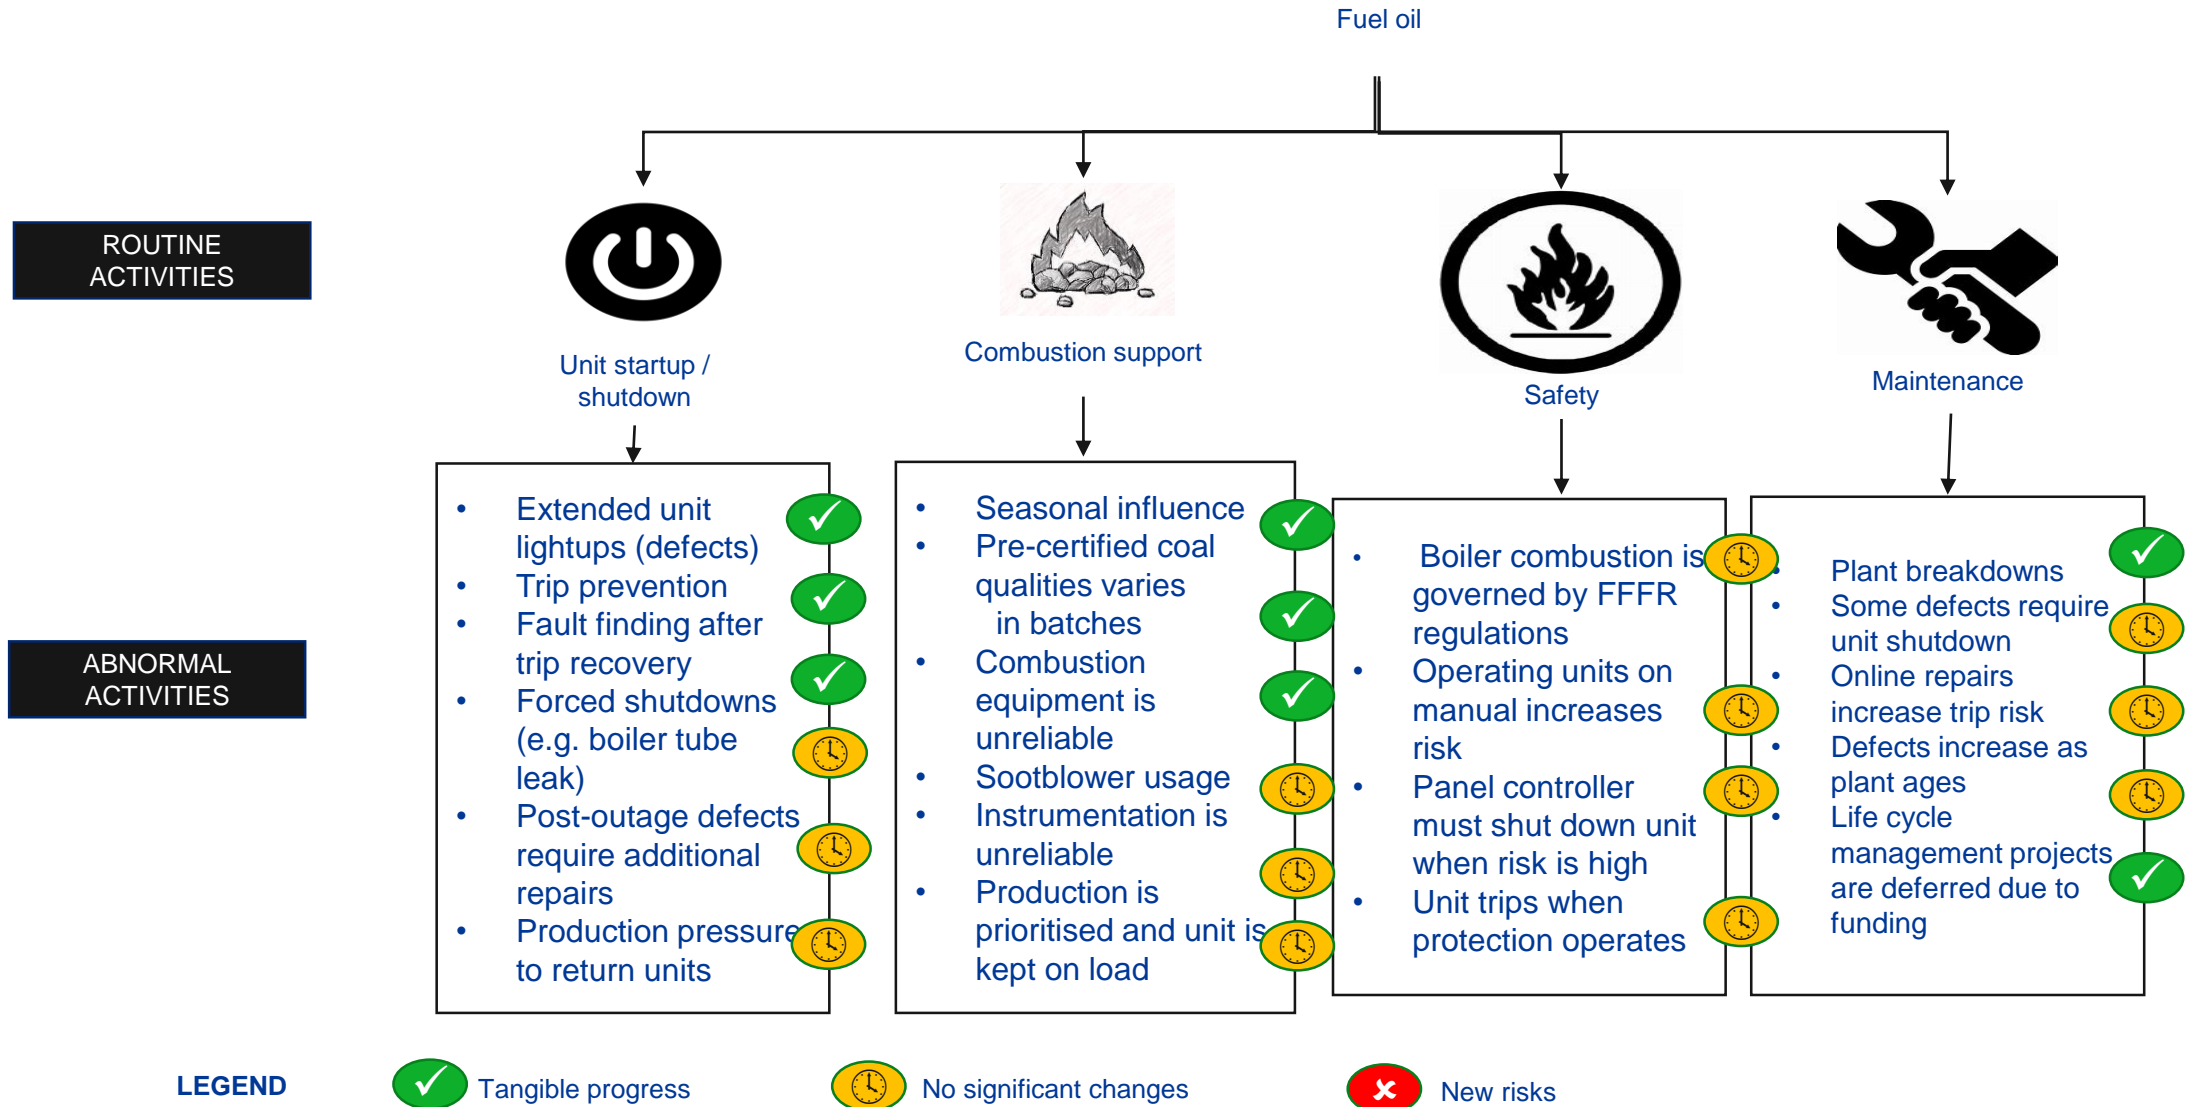 Fuel oil
ROUTINE
ACTIVITIES
Unit startup /
shutdown
Combustion support
Safety
Maintenance
ABNORMAL
ACTIVITIES
• Extended unit
lightups (defects)
• Trip prevention
• Fault finding after
trip recovery
• Forced shutdowns
(e.g. boiler tube
leak)
• Post-outage defects
require additional
repairs
• Production pressure
to return units
• Seasonal influence
• Pre-certified coal
qualities varies
in batches
• Combustion
equipment is
unreliable
• Sootblower usage
• Instrumentation is
unreliable
• Production is
prioritised and unit is
kept on load
• Boiler combustion is
governed by FFFR
regulations
• Operating units on
manual increases
risk
• Panel controller
must shut down unit
when risk is high
• Unit trips when
protection operates
• Plant breakdowns
• Some defects require
unit shutdown
• Online repairs
increase trip risk
• Defects increase as
plant ages
• Life cycle
management projects
are deferred due to
funding
LEGEND
Tangible progress
No significant changes
New risks